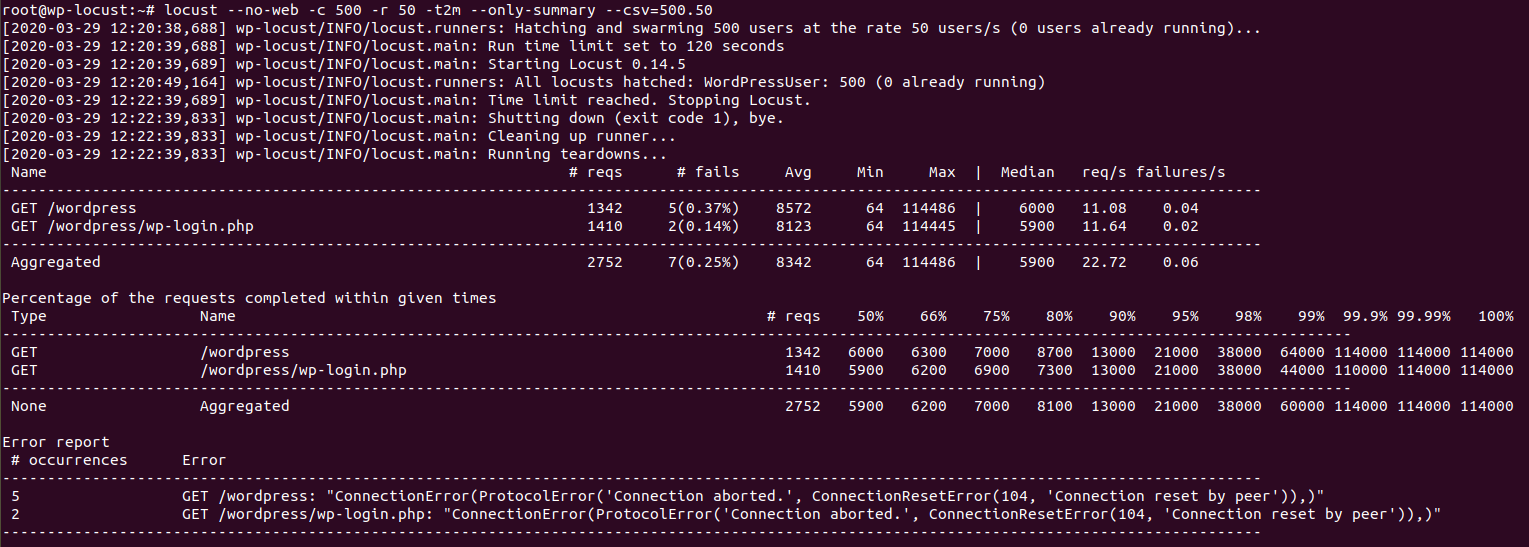 root@wp-locust:~# locust --no-web -c 500 -r 50 -t2m --only-summary --csv=500.50
[2020-03-29 12:20:38,688] wp-locust/INFO/locust.runners: Hatching and swarming 500 users at the rate 50 users/s (0 users already running)...
[2020-03-29 12:20:39,688] wp-locust/INFO/locust.main: Run time limit set to 120 seconds
[2020-03-29 12:20:39,689] wp-locust/INFO/locust.main: Starting Locust 0.14.5
[2020-03-29 12:20:49,164] wp-locust/INFO/locust.runners: All locusts hatched: WordPressUser: 500 (0 already running)
[2020-03-29 12:22:39,689] wp-locust/INFO/locust.main: Time limit reached. Stopping Locust.
[2020-03-29 12:22:39,833] wp-locust/INFO/locust.main: Shutting down (exit code 1), bye.
[2020-03-29 12:22:39,833] wp-locust/INFO/locust.main: Cleaning up runner...
[2020-03-29 12:22:39,833] wp-locust/INFO/locust.main: Running teardowns...
Name # reqs # fails Avg Min Max | Median req/s failures/s
GET /wordpress 1342 5(0.37%) 8572 64 114486 | 6000 11.08 0.04
GET /wordpress/wp-login.php 1410 2(0.14%) 8123 64 114445 | 5900 11.64 0.02
Aggregated 2752 7(0.25%) 8342 64 114486 | 5900 22.72 0.06
Percentage of the requests completed within given times
Type Name # reqs 50% 66% 75% 80% 90% 95% 98% 99% 99.9% 99.99% 100%
GET /wordpress 1342 6000 6300 7000 8700 13000 21000 38000 64000 114000 114000 114000
GET /wordpress/wp-login.php 1410 5900 6200 6900 7300 13000 21000 38000 44000 110000 114000 114000
None Aggregated 2752 5900 6200 7000 8100 13000 21000 38000 60000 114000 114000 114000
Error report
# occurrences Error
5 GET /wordpress: "ConnectionError(ProtocolError('Connection aborted.', ConnectionResetError(104, 'Connection reset by peer')),)"
2 GET /wordpress/wp-login.php: "ConnectionError(ProtocolError('Connection aborted.', ConnectionResetError(104, 'Connection reset by peer')),)"